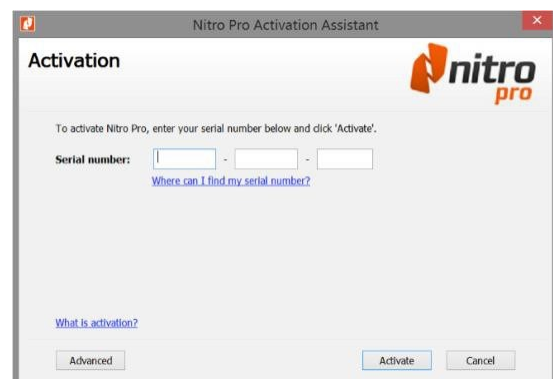 Nitro Pro Activation Assistant
Activation
nitro
pro
To activate Nitro Pro, enter your serial number below and click 'Activate'.
Serial number: - -
Where can I find my serial number?
What is activation?
Advanced Activate Cancel